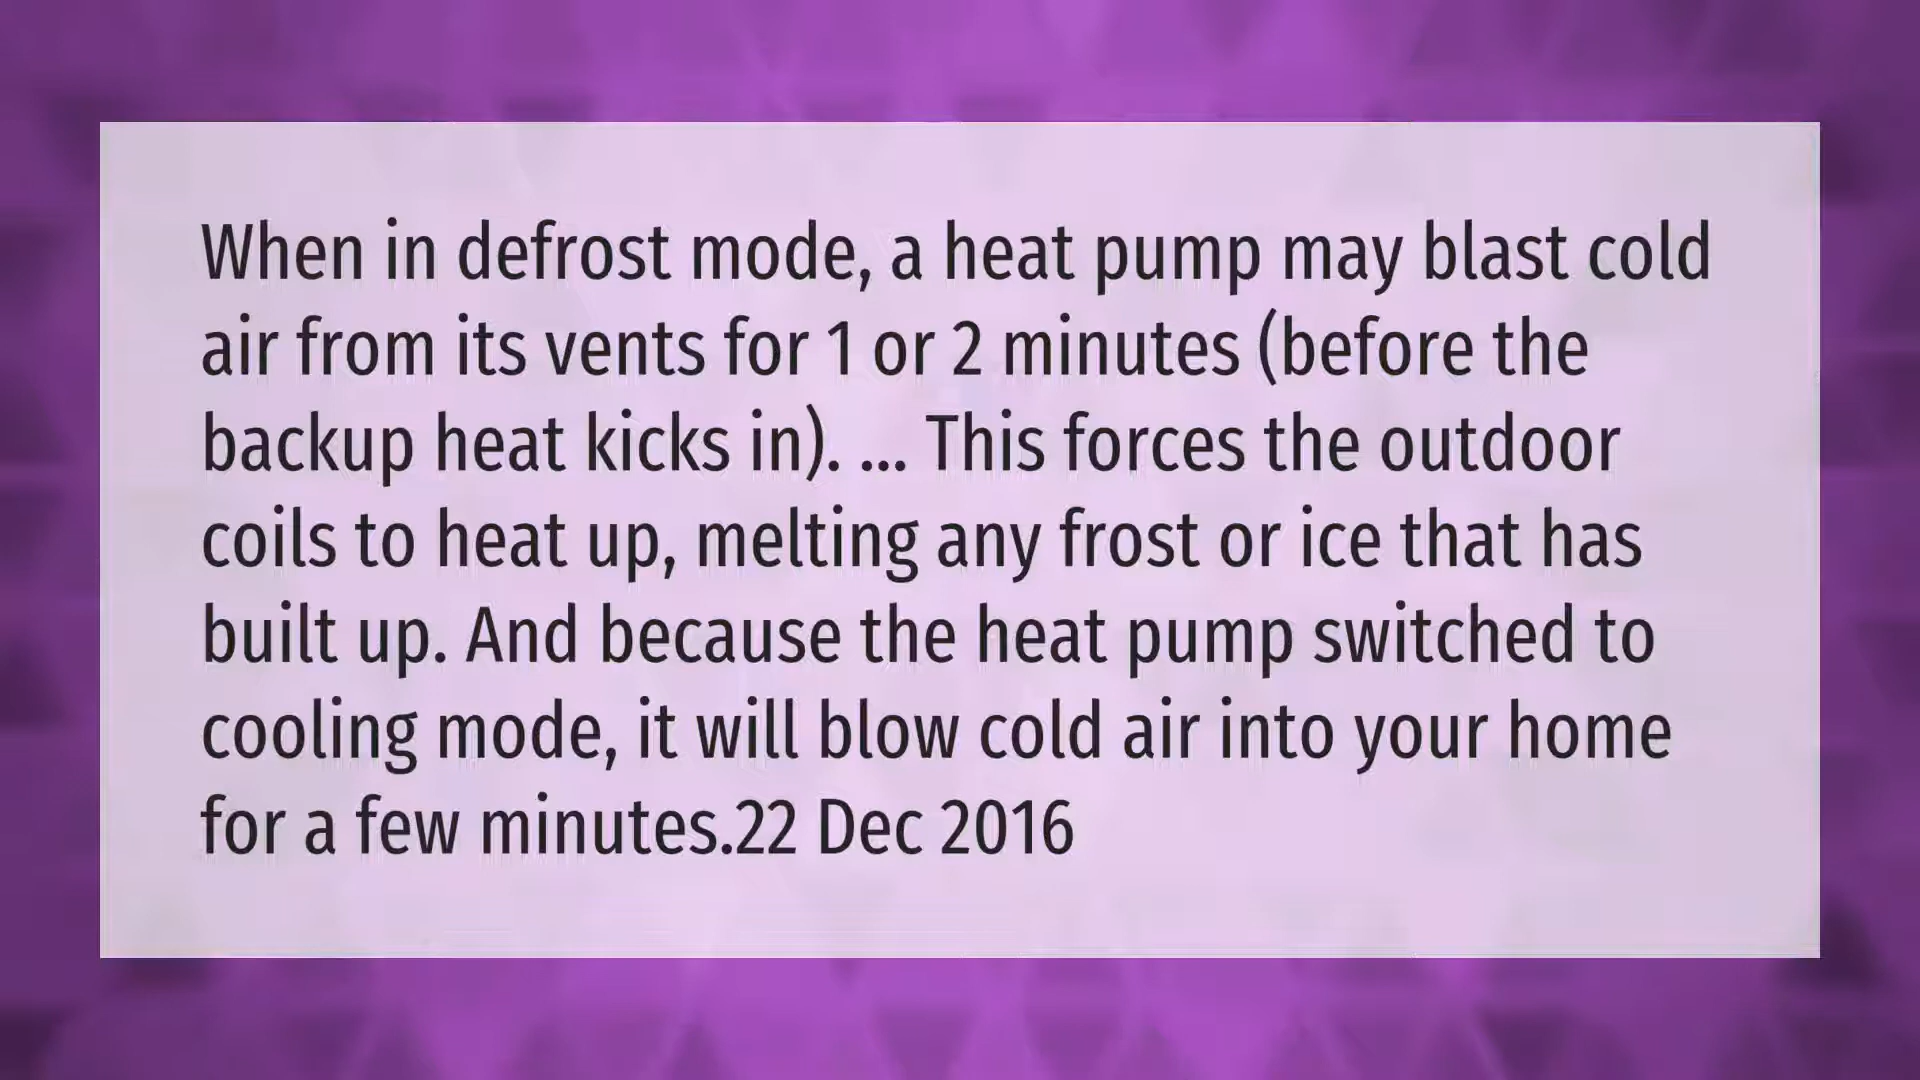 When in defrost mode, a heat pump may blast cold
air from its vents for 1 or 2 minutes (before the
backup heat kicks in). ... This forces the outdoor
coils to heat up, melting any frost or ice that has
built up. And because the heat pump switched to
cooling mode, it will blow cold air into your home
for a few minutes.22 Dec 2016